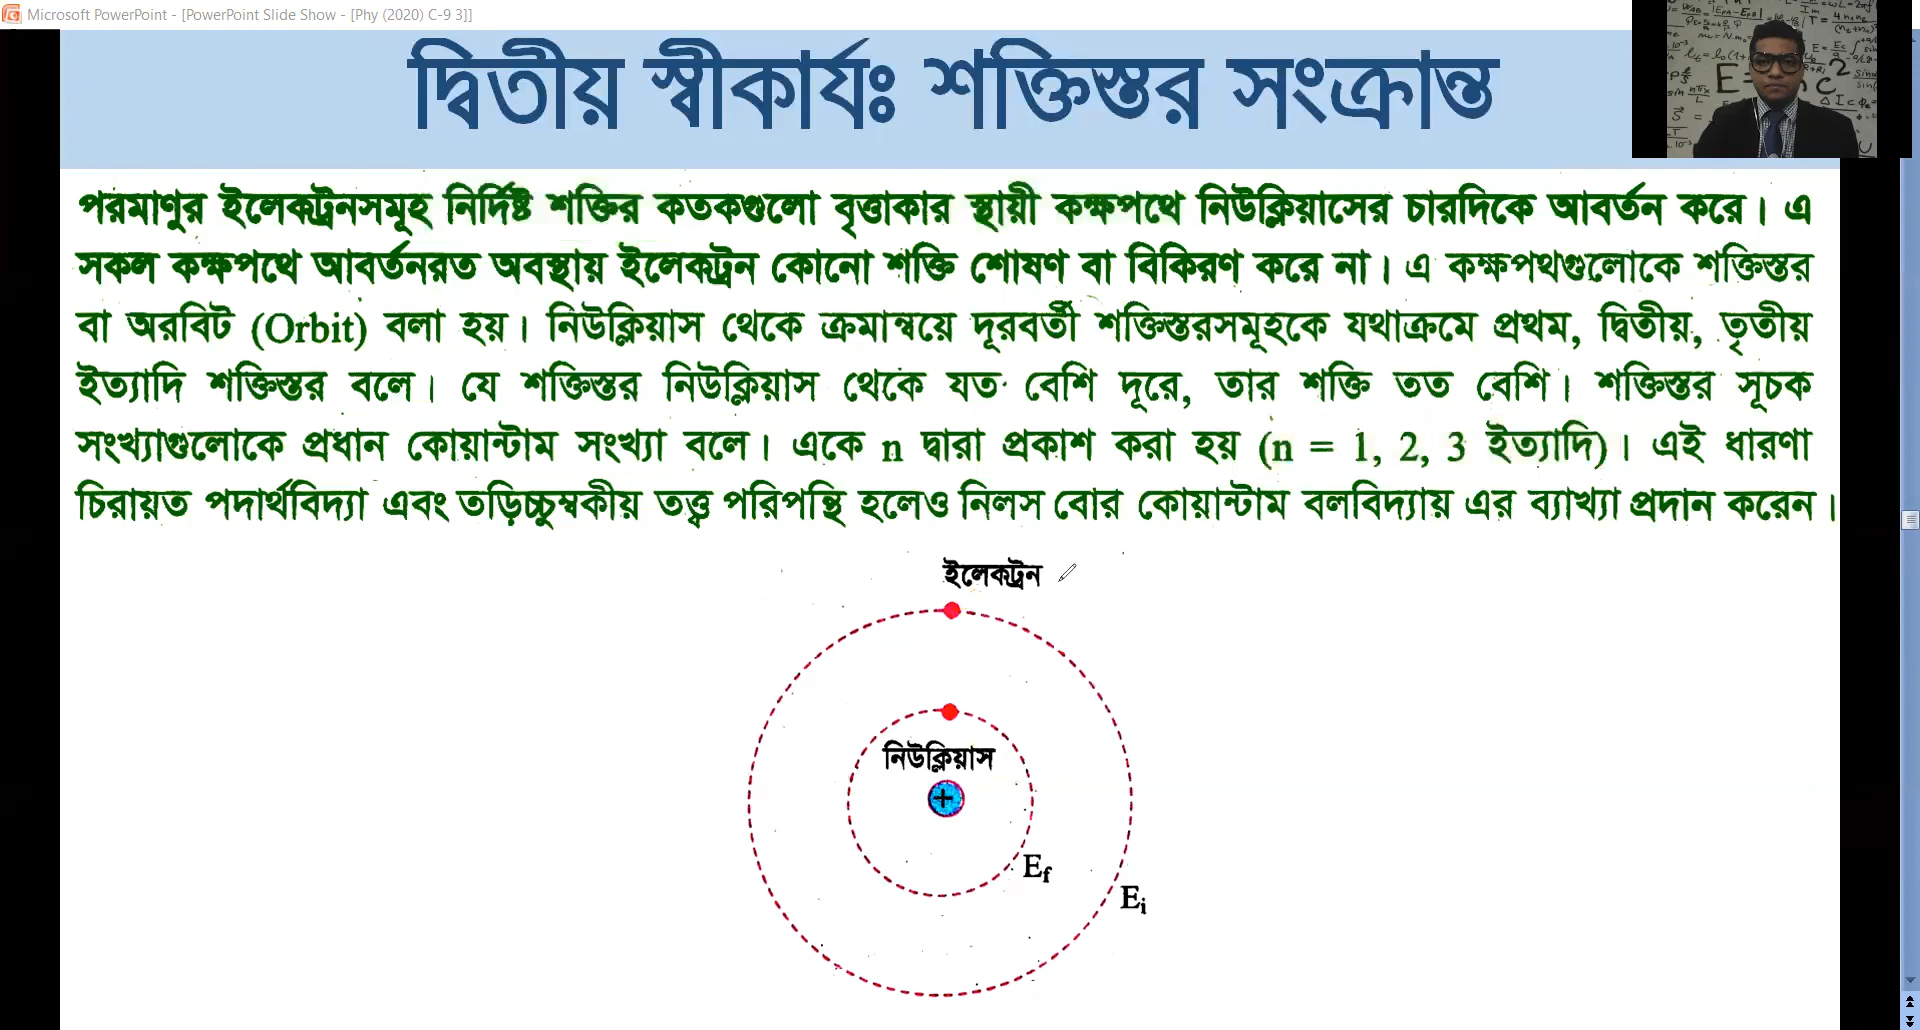 Microsoft PowerPoint - [PowerPoint Slide Show - [Phy (2020) C-9 3]]
দ্বিতীয় স্বীকার্যঃ শক্তিস্তর সংক্রান্ত
পরমাণুর ইলেকট্রনসমূহ নির্দিষ্ট শক্তির কতকগুলো বৃত্তাকার স্থায়ী কক্ষপথে নিউক্লিয়াসের চারদিকে আবর্তন করে। এ
সকল কক্ষপথে আবর্তনরত অবস্থায় ইলেকট্রন কোনো শক্তি শোষণ বা বিকিরণ করে না। এ কক্ষপথগুলোকে শক্তিস্তর
বা অরবিট (Orbit) বলা হয়। নিউক্লিয়াস থেকে ক্রমান্বয়ে দূরবর্তী শক্তিস্তরসমূহকে যথাক্রমে প্রথম, দ্বিতীয়, তৃতীয়
ইত্যাদি শক্তিস্তর বলে। যে শক্তিস্তর নিউক্লিয়াস থেকে যত বেশি দূরে, তার শক্তি তত বেশি। শক্তিস্তর সূচক
সংখ্যাগুলোকে প্রধান কোয়ান্টাম সংখ্যা বলে। একে n দ্বারা প্রকাশ করা হয় (n = 1, 2, 3 ইত্যাদি)। এই ধারণা
চিরায়ত পদার্থবিদ্যা এবং তড়িচ্চুম্বকীয় তত্ত্ব পরিপন্থি হলেও নিলস বোর কোয়ান্টাম বলবিদ্যায় এর ব্যাখ্যা প্রদান করেন।
ইলেকট্রন
নিউক্লিয়াস
+
E_f
E_i